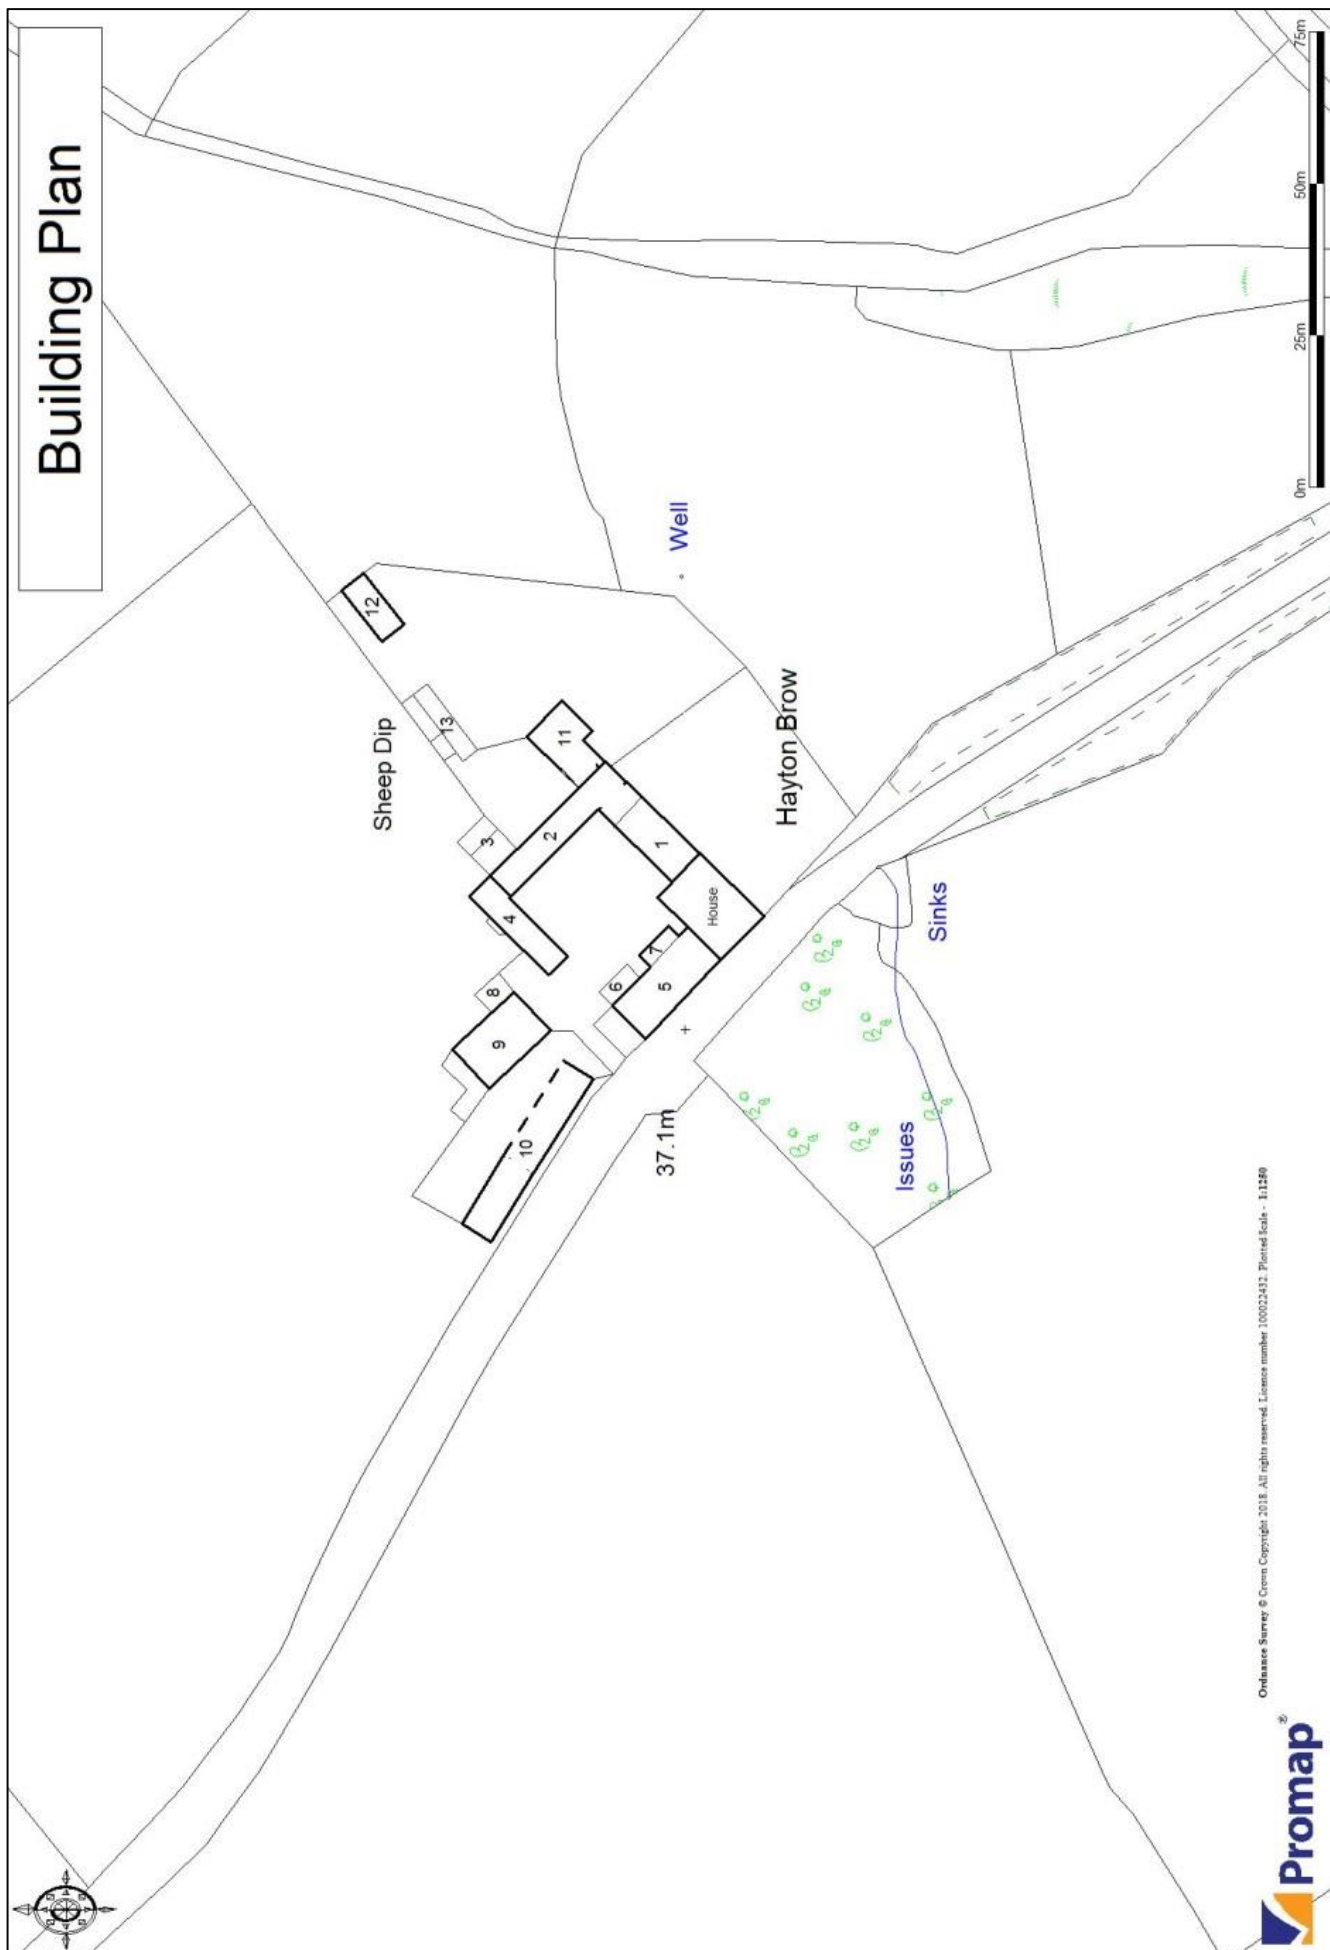 Building Plan
12
Sheep Dip
13
Well
11
3
2
1
4
Hayton Brow
House
7
8
6
5
9
10
Sinks
37.1m
Issues
0m
25m
50m
75m
Ordnance Survey © Crown Copyright 2018. All rights reserved. Licence number 100022432. Plotted Scale - 1:1250
Promap®